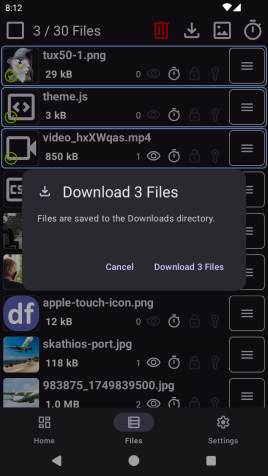 8:12
3 / 30 Files
tux50-1.png
29 kB
0
theme.js
3 kB
0
video_hxXWqas.mp4
850 kB
1
Download 3 Files
Files are saved to the Downloads directory.
Cancel
Download 3 Files
df
apple-touch-icon.png
12 kB
0
skathios-port.jpg
118 kB
1
983875_1749839500.jpg
1.0 MB
2
Home
Files
Settings